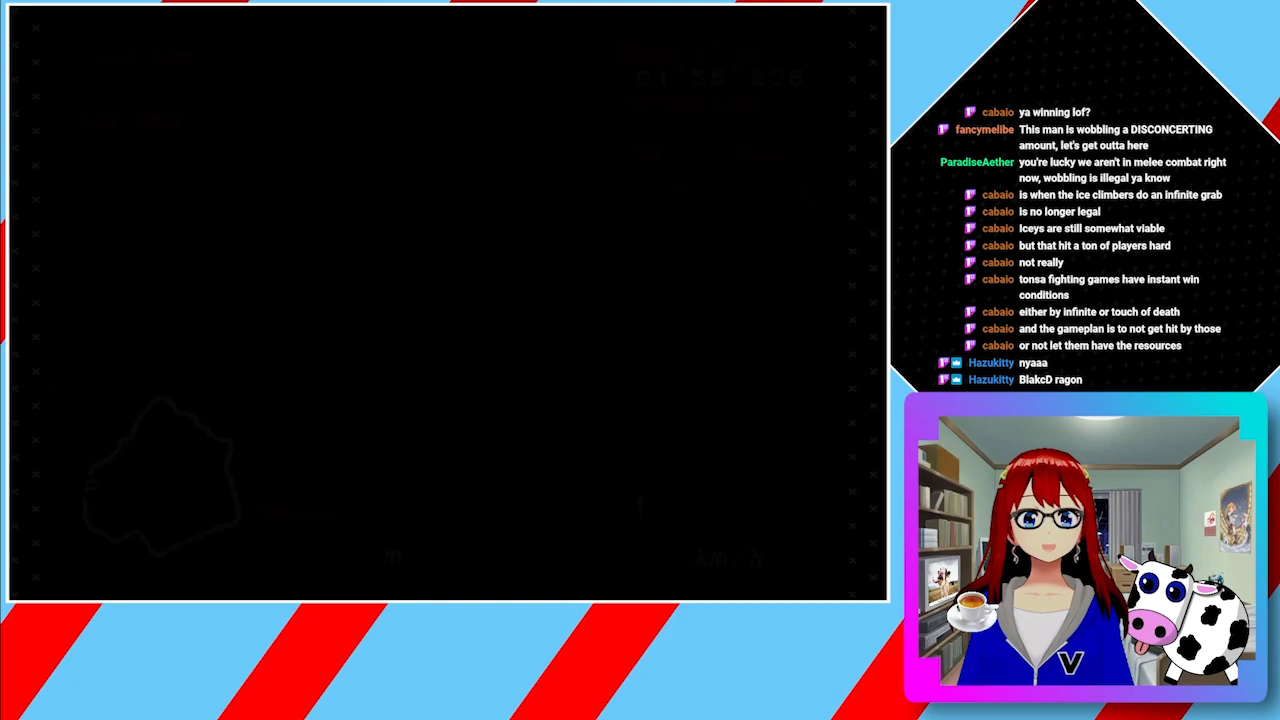 01'56"236
km/h
cabaio ya winning lof?
fancymelibe This man is wobbling a DISCONCERTING
amount, let's get outta here
ParadiseAether you're lucky we aren't in melee combat right
now, wobbling is illegal ya know
cabaio is when the ice climbers do an infinite grab
cabaio Is no longer legal
cabaio Iceys are still somewhat viable
cabaio but that hit a ton of players hard
cabaio not really
cabaio tonsa fighting games have instant win
conditions
cabaio either by infinite or touch of death
cabaio and the gameplan is to not get hit by those
cabaio or not let them have the resources
Hazukitty nyaaa
Hazukitty BlakcD ragon
V